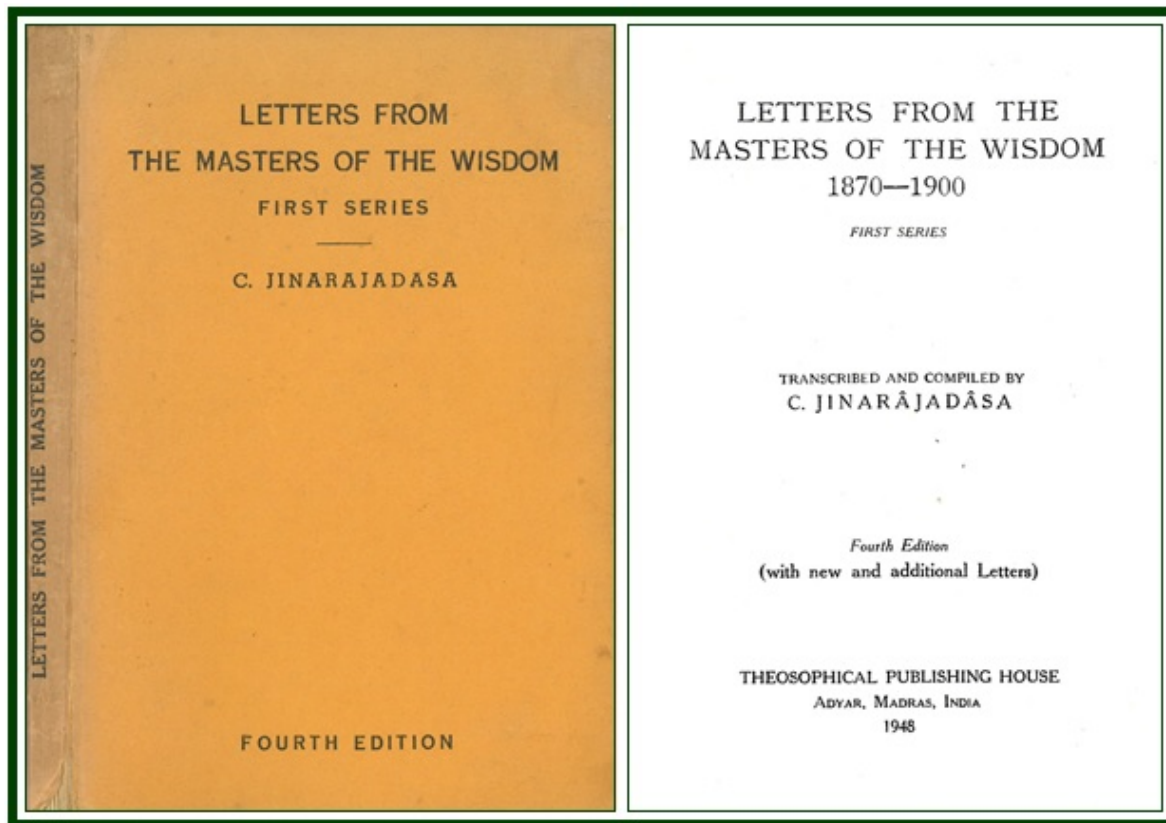 LETTERS FROM THE MASTERS OF THE WISDOM
LETTERS FROM
THE MASTERS OF THE WISDOM
FIRST SERIES
C. JINARAJADASA
FOURTH EDITION
LETTERS FROM THE
MASTERS OF THE WISDOM
1870—1900
FIRST SERIES
TRANSCRIBED AND COMPILED BY
C. JINARÂJADÂSA
Fourth Edition
(with new and additional Letters)
THEOSOPHICAL PUBLISHING HOUSE
ADYAR, MADRAS, INDIA
1948